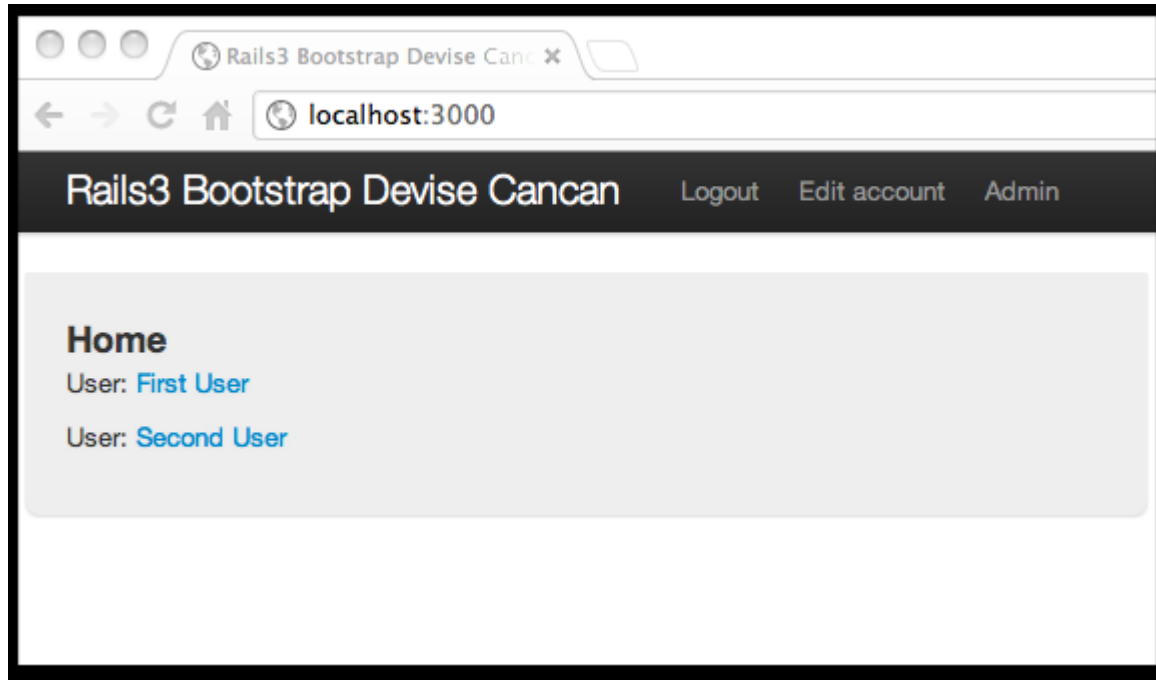 Rails3 Bootstrap Devise Canc
localhost:3000
Rails3 Bootstrap Devise Cancan Logout Edit account Admin
Home
User: First User
User: Second User